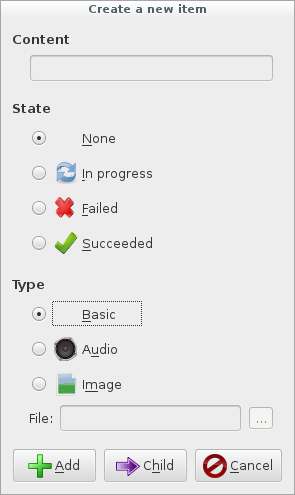 Create a new item
Content
State
None
In progress
Failed
Succeeded
Type
Basic
Audio
Image
File: ...
Add Child Cancel